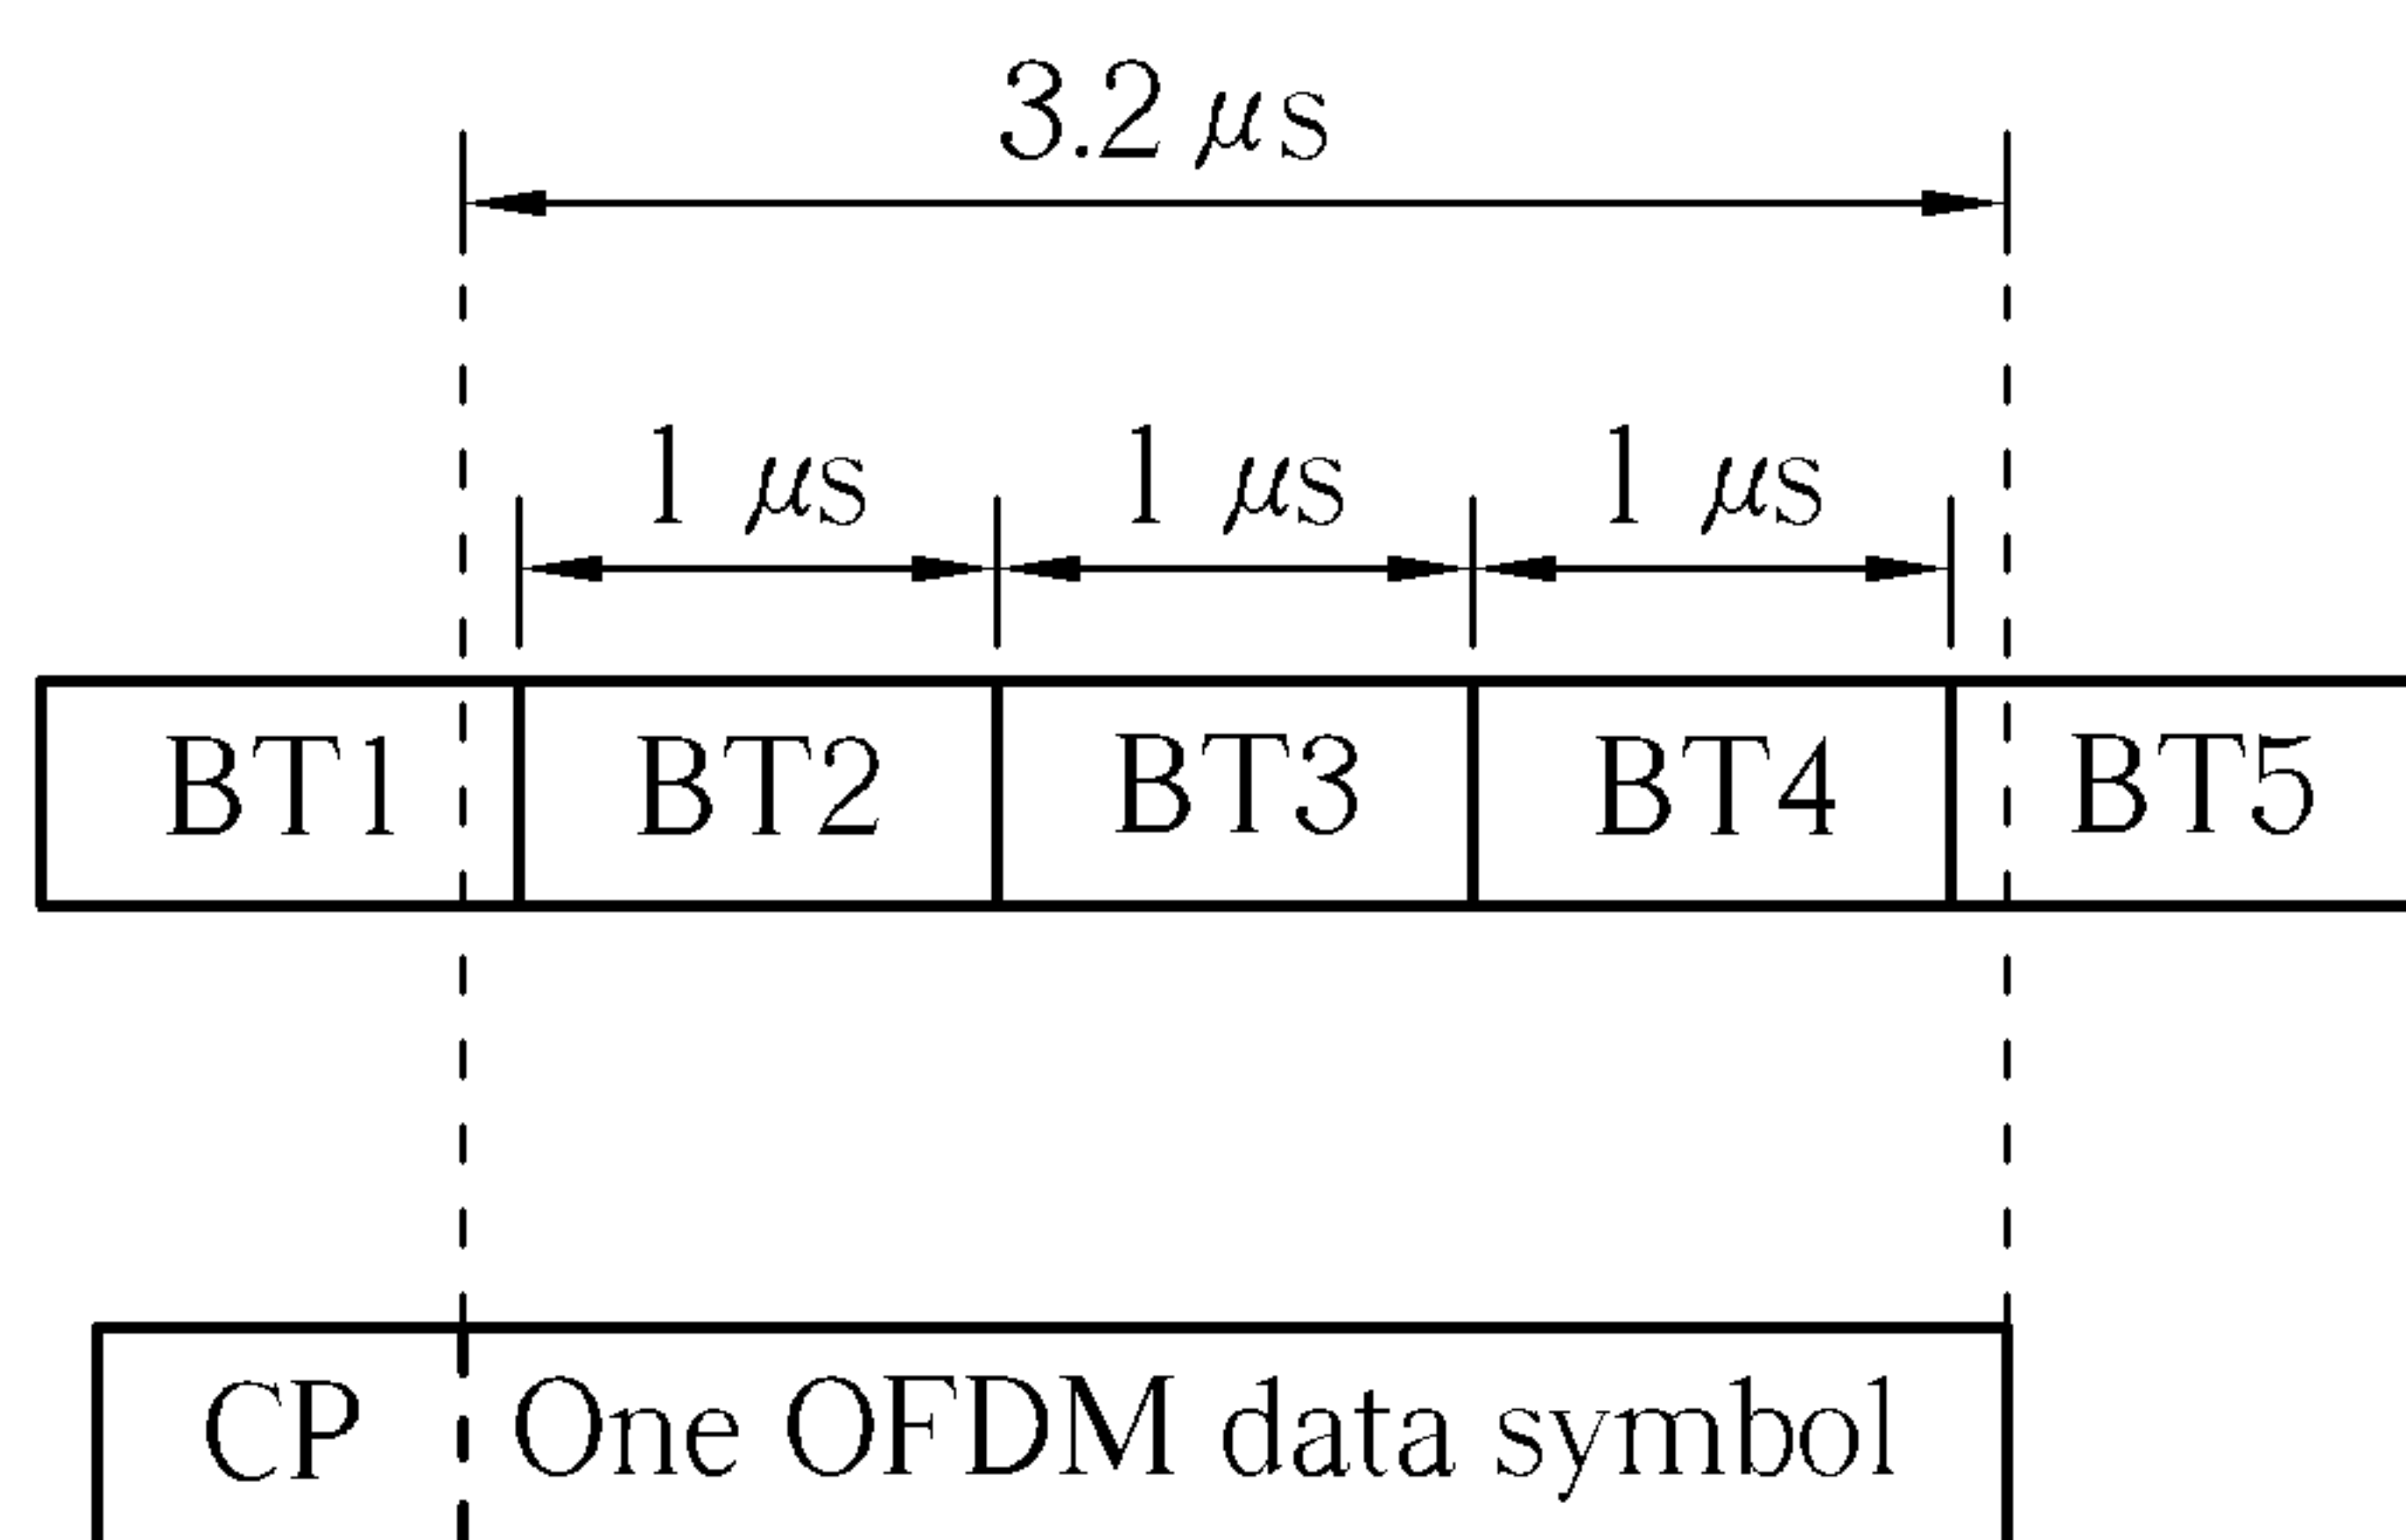 3.2 μs
1 μs 1 μs 1 μs
BT1 BT2 BT3 BT4 BT5
CP One OFDM data symbol